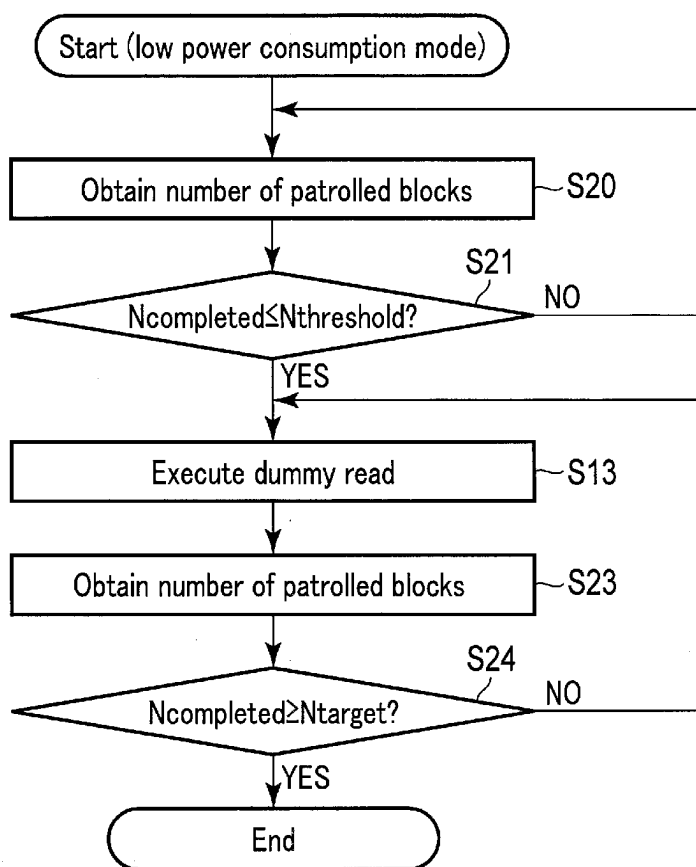 Start (low power consumption mode)
Obtain number of patrolled blocks
S20
S21
Ncompleted≦Nthreshold?
NO
YES
Execute dummy read
S13
Obtain number of patrolled blocks
S23
S24
Ncompleted≧Ntarget?
NO
YES
End